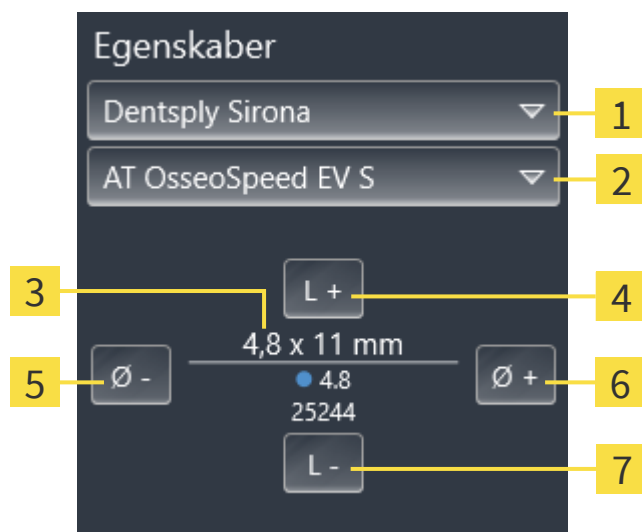 Egenskaber
Dentsply Sirona
1
AT OsseoSpeed EV S
2
3
L +
4
4,8 x 11 mm
5
Ø -
4.8
Ø +
6
25244
L -
7